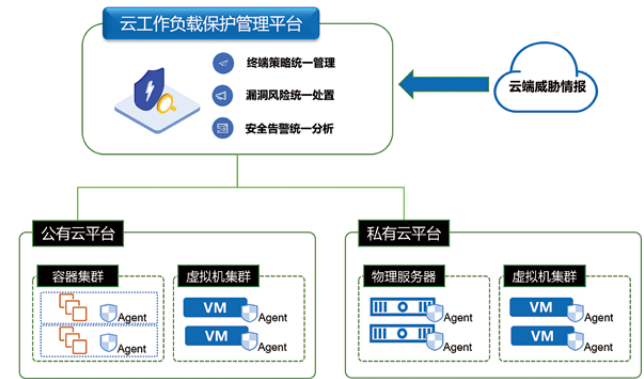 云工作负载保护管理平台
终端策略统一管理
漏洞风险统一处置
安全告警统一分析
云端威胁情报
公有云平台
容器集群
Agent
Agent
虚拟机集群
VM
Agent
VM
Agent
私有云平台
物理服务器
Agent
Agent
虚拟机集群
VM
Agent
VM
Agent